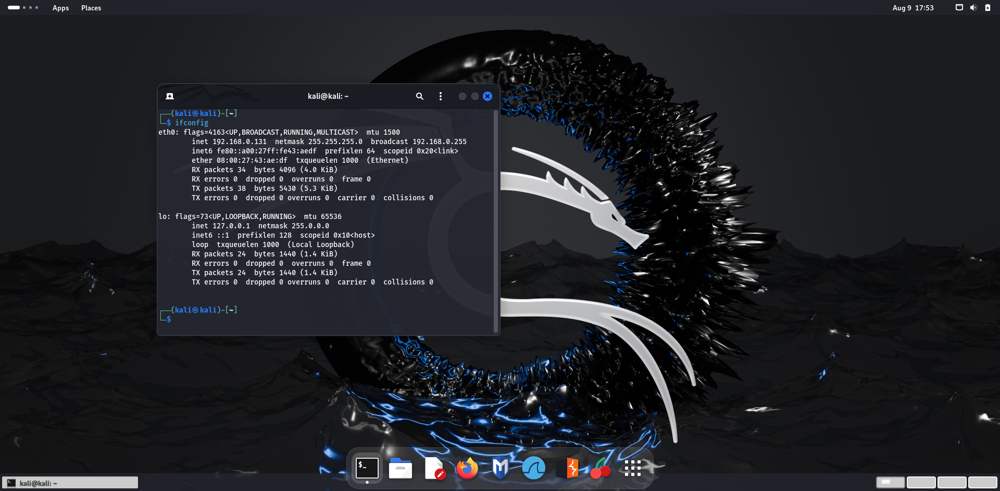 Apps Places Aug 9 17:53
kali@kali: ~
┌──(kali㉿kali)-[~]
└─$ ifconfig
eth0: flags=4163<UP,BROADCAST,RUNNING,MULTICAST>  mtu 1500
        inet 192.168.0.131  netmask 255.255.255.0  broadcast 192.168.0.255
        inet6 fe80::a00:27ff:fe43:aedf  prefixlen 64  scopeid 0x20<link>
        ether 08:00:27:43:ae:df  txqueuelen 1000  (Ethernet)
        RX packets 34  bytes 4096 (4.0 KiB)
        RX errors 0  dropped 0  overruns 0  frame 0
        TX packets 38  bytes 5430 (5.3 KiB)
        TX errors 0  dropped 0 overruns 0  carrier 0  collisions 0

lo: flags=73<UP,LOOPBACK,RUNNING>  mtu 65536
        inet 127.0.0.1  netmask 255.0.0.0
        inet6 ::1  prefixlen 128  scopeid 0x10<host>
        loop  txqueuelen 1000  (Local Loopback)
        RX packets 24  bytes 1440 (1.4 KiB)
        RX errors 0  dropped 0  overruns 0  frame 0
        TX packets 24  bytes 1440 (1.4 KiB)
        TX errors 0  dropped 0 overruns 0  carrier 0  collisions 0

┌──(kali㉿kali)-[~]
└─$
$_
kali@kali: ~